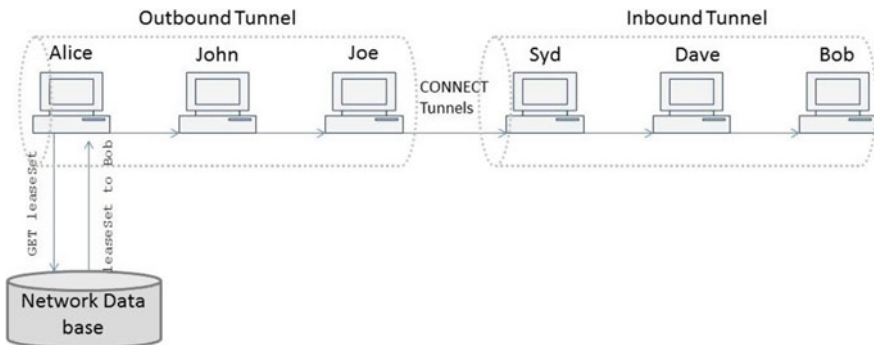 Outbound Tunnel
Inbound Tunnel
Alice
John
Joe
Syd
Dave
Bob
CONNECT
Tunnels
GET leaseSet
leaseSet to Bob
Network Data
base